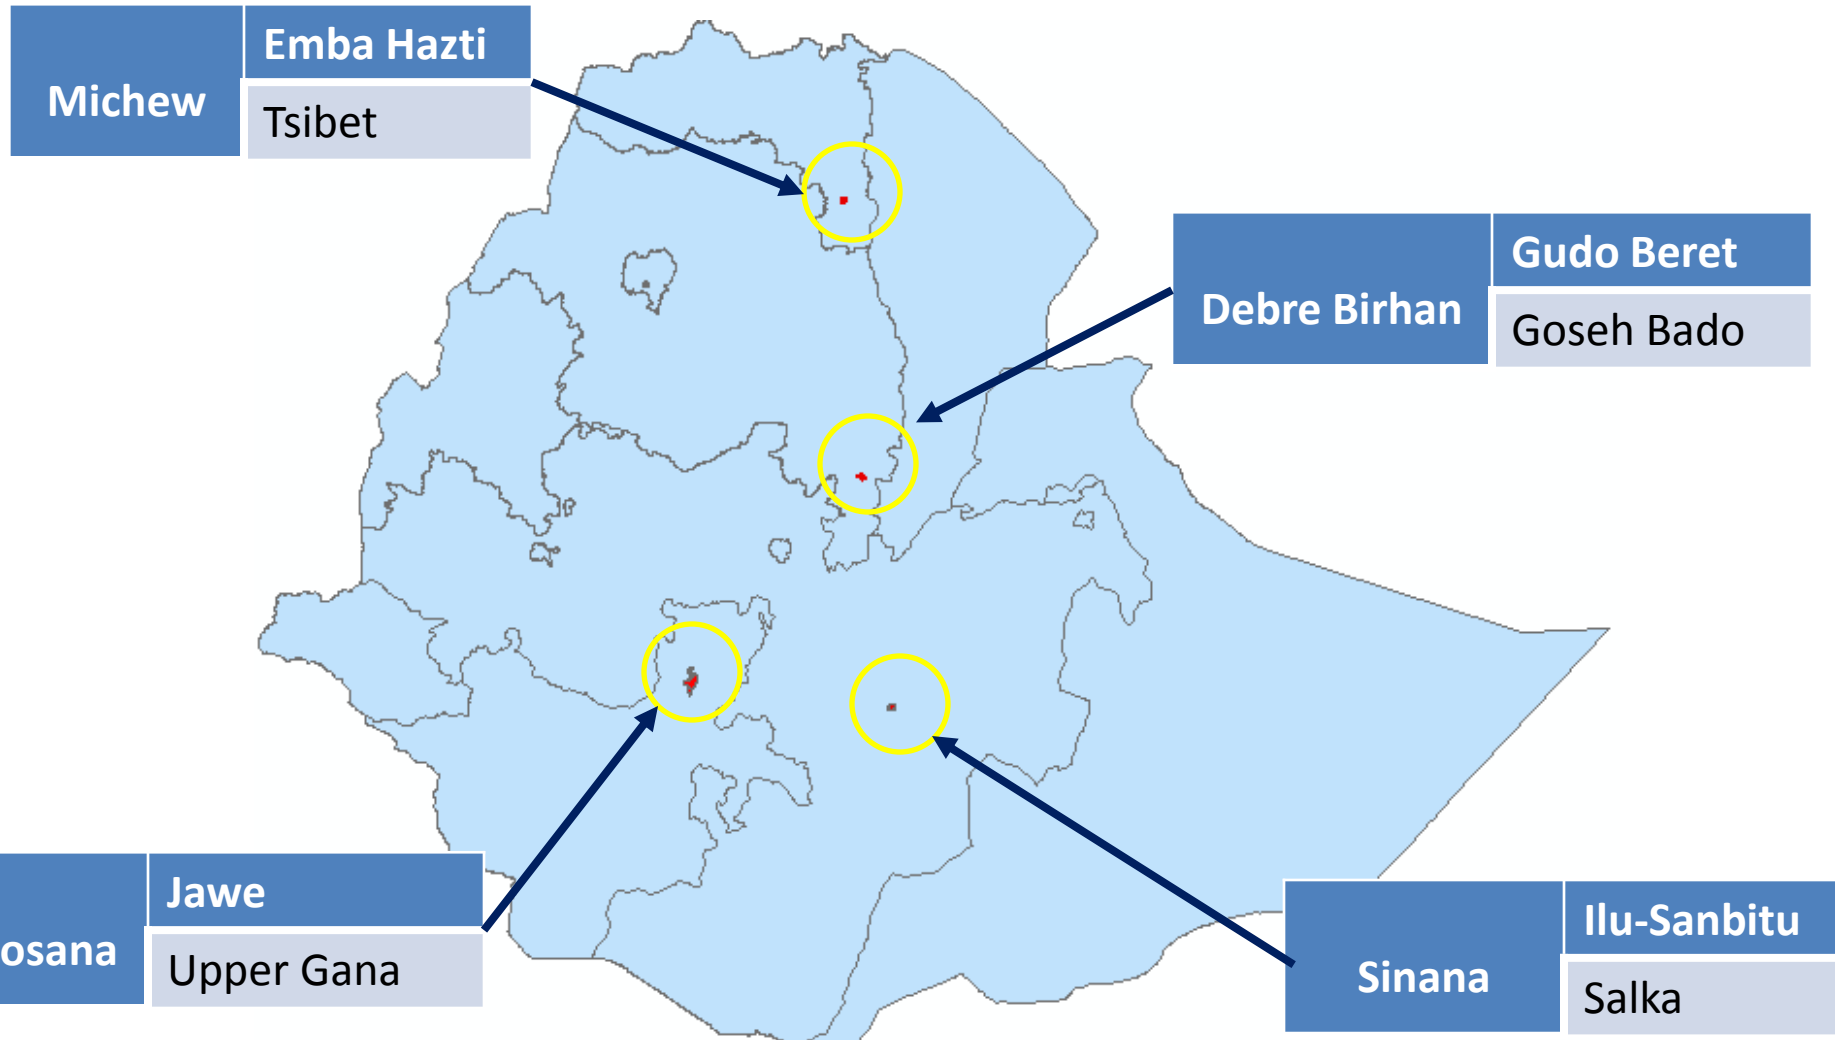 Emba Hazti
Michew
Tsibet
Gudo Beret
Debre Birhan
Goseh Bado
Jawe
osana
Upper Gana
Ilu-Sanbitu
Sinana
Salka